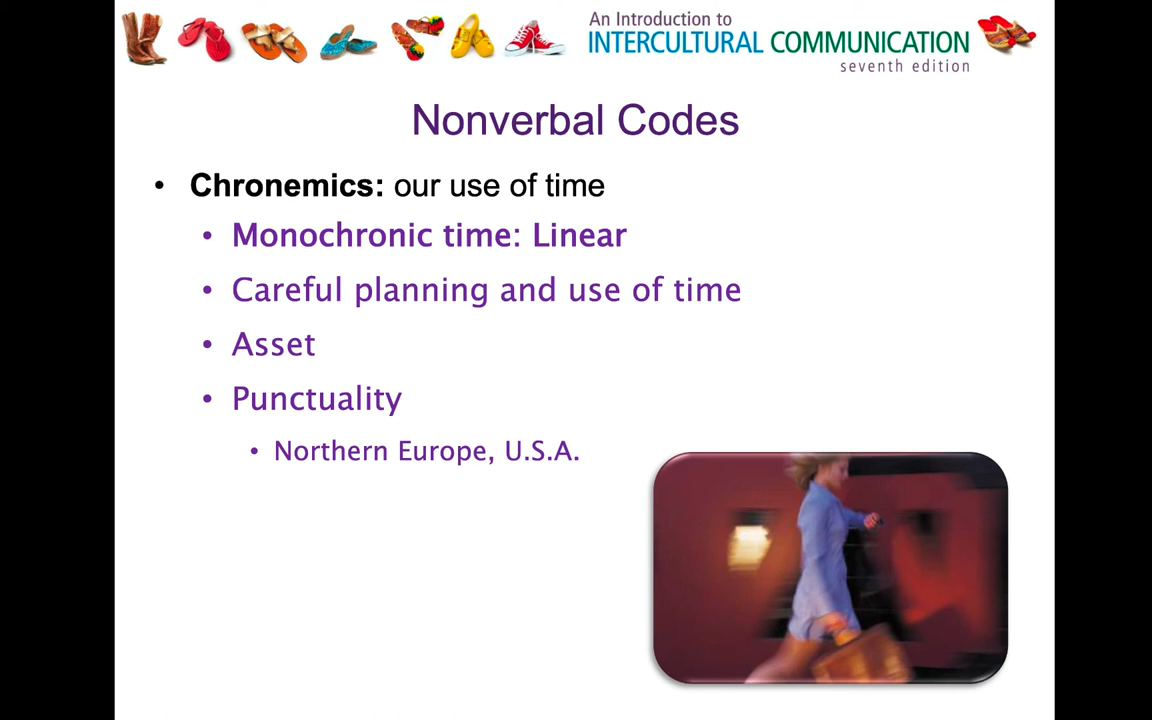 An Introduction to
INTERCULTURAL COMMUNICATION
seventh edition
Nonverbal Codes
• Chronemics: our use of time
• Monochronic time: Linear
• Careful planning and use of time
• Asset
• Punctuality
• Northern Europe, U.S.A.